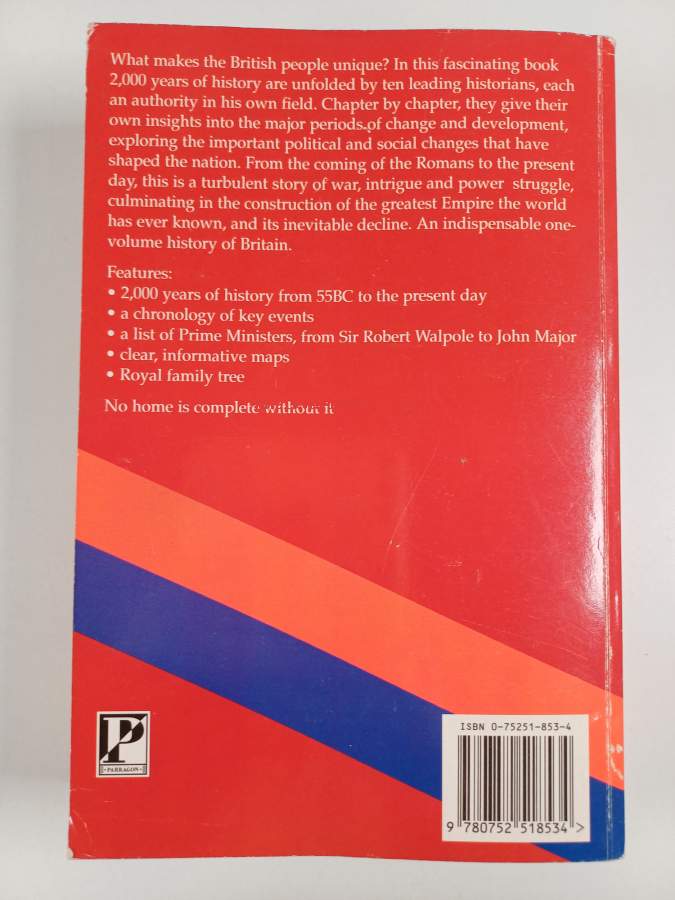 What makes the British people unique? In this fascinating book
2,000 years of history are unfolded by ten leading historians, each
an authority in his own field. Chapter by chapter, they give their
own insights into the major periods of change and development,
exploring the important political and social changes that have
shaped the nation. From the coming of the Romans to the present
day, this is a turbulent story of war, intrigue and power struggle,
culminating in the construction of the greatest Empire the world
has ever known, and its inevitable decline. An indispensable one-
volume history of Britain.
Features:
• 2,000 years of history from 55BC to the present day
• a chronology of key events
• a list of Prime Ministers, from Sir Robert Walpole to John Major
• clear, informative maps
• Royal family tree
No home is complete without it
P
PARRAGON
ISBN 0-75251-853-4
9 780752 518534 >